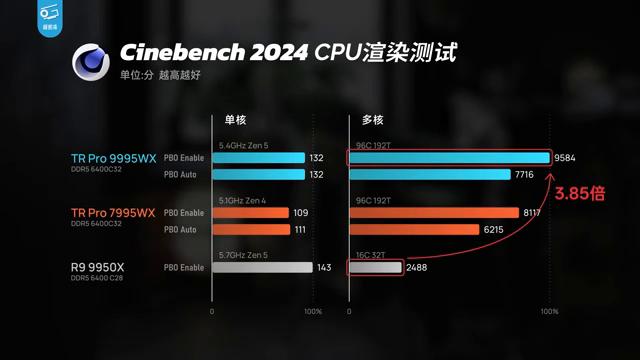 Cinebench 2024 CPU渲染测试
单位:分 越高越好
单核
多核
5.4GHz Zen 5
96C 192T
TR Pro 9995WX
DDR5 6400C32
PBO Enable
132
9584
PBO Auto
132
7716
3.85倍
5.1GHz Zen 4
96C 192T
TR Pro 7995WX
DDR5 6400C32
PBO Enable
109
8117
PBO Auto
111
6215
5.7GHz Zen 5
16C 32T
R9 9950X
DDR5 6400 C28
PBO Enable
143
2488
0
100%
0
100%